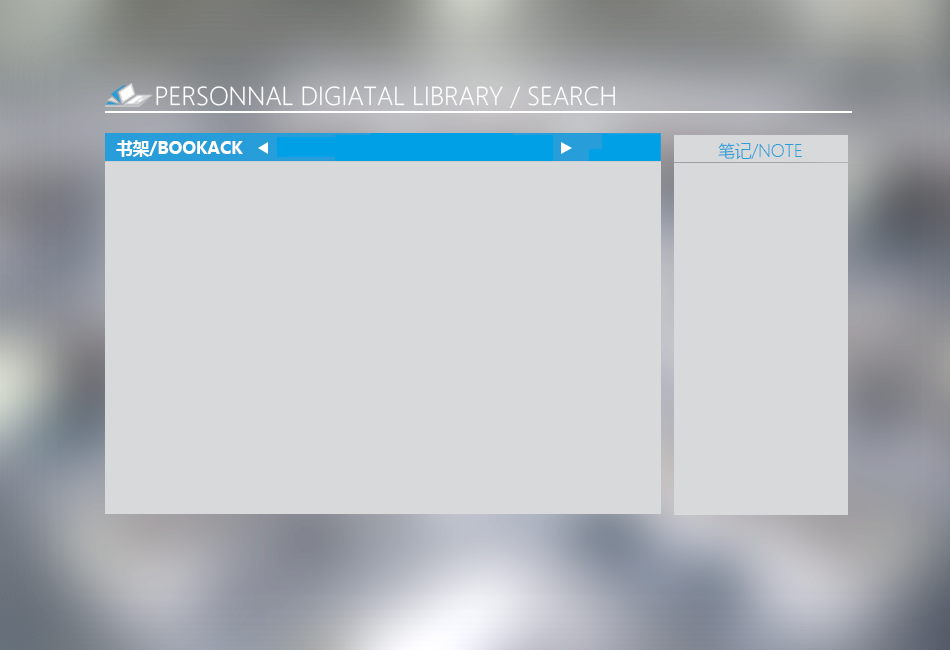 PERSONNAL DIGIATAL LIBRARY / SEARCH
书架/BOOKACK
笔记/NOTE